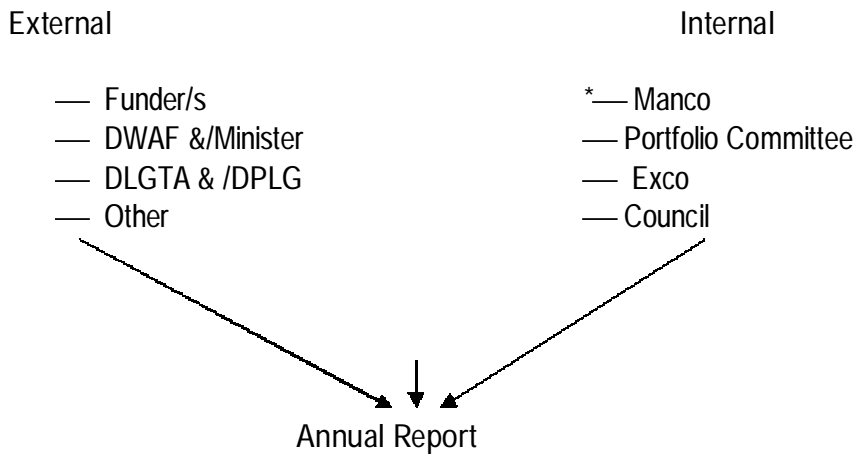 External
— Funder/s
— DWAF &/Minister
— DLGTA & /DPLG
— Other
Internal
*— Manco
— Portfolio Committee
— Exco
— Council
Annual Report